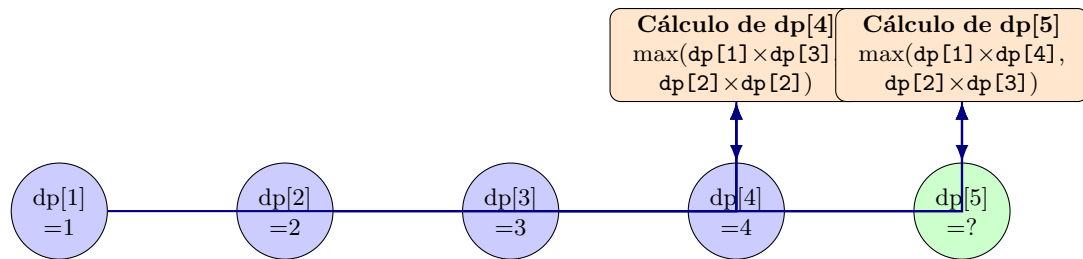 Cálculo de dp[4]
max(dp[1]×dp[3]
dp[2]×dp[2])
Cálculo de dp[5]
max(dp[1]×dp[4],
dp[2]×dp[3])
dp[1]
=1
dp[2]
=2
dp[3]
=3
dp[4]
=4
dp[5]
=?